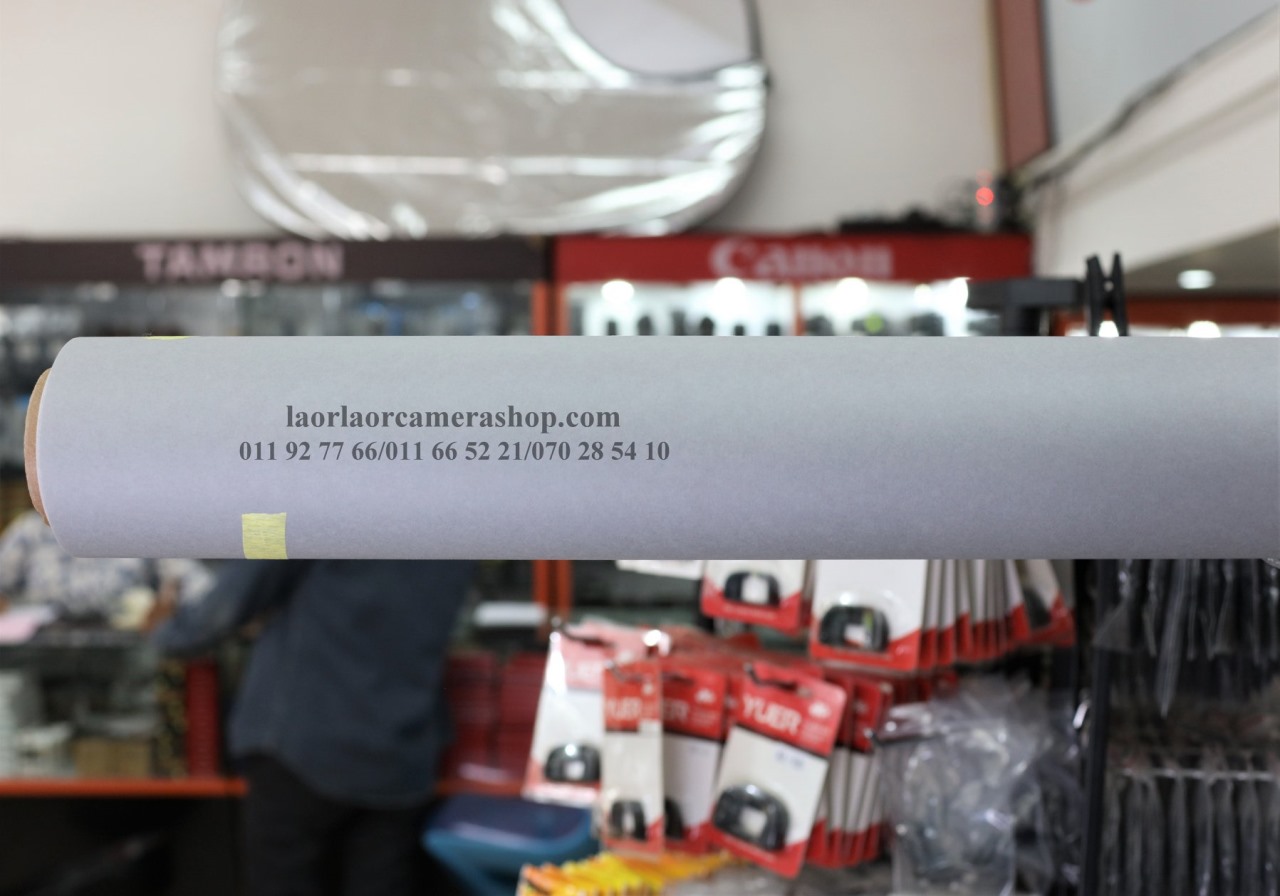 TAMRON
Canon
laorlaorcamerashop.com
011 92 77 66/011 66 52 21/070 28 54 10
YUER